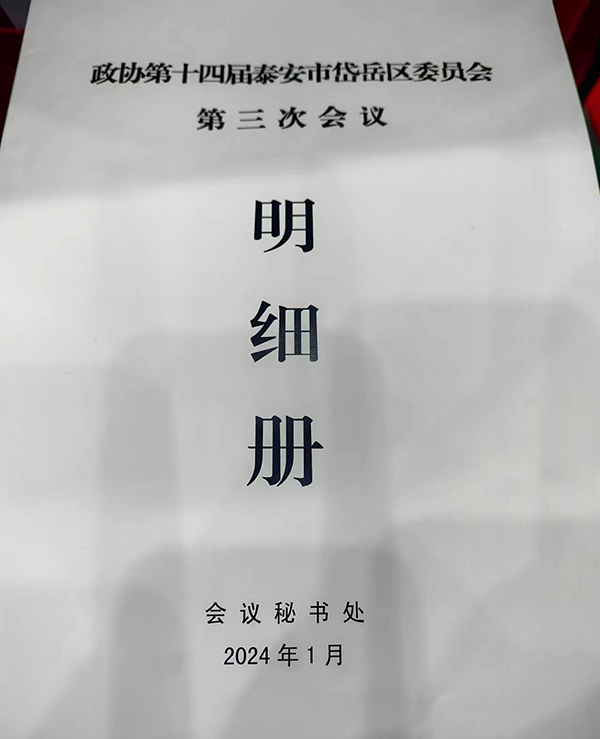 政协第十四届泰安市岱岳区委员会
第三次会议
明
细
册
会议秘书处
2024年1月